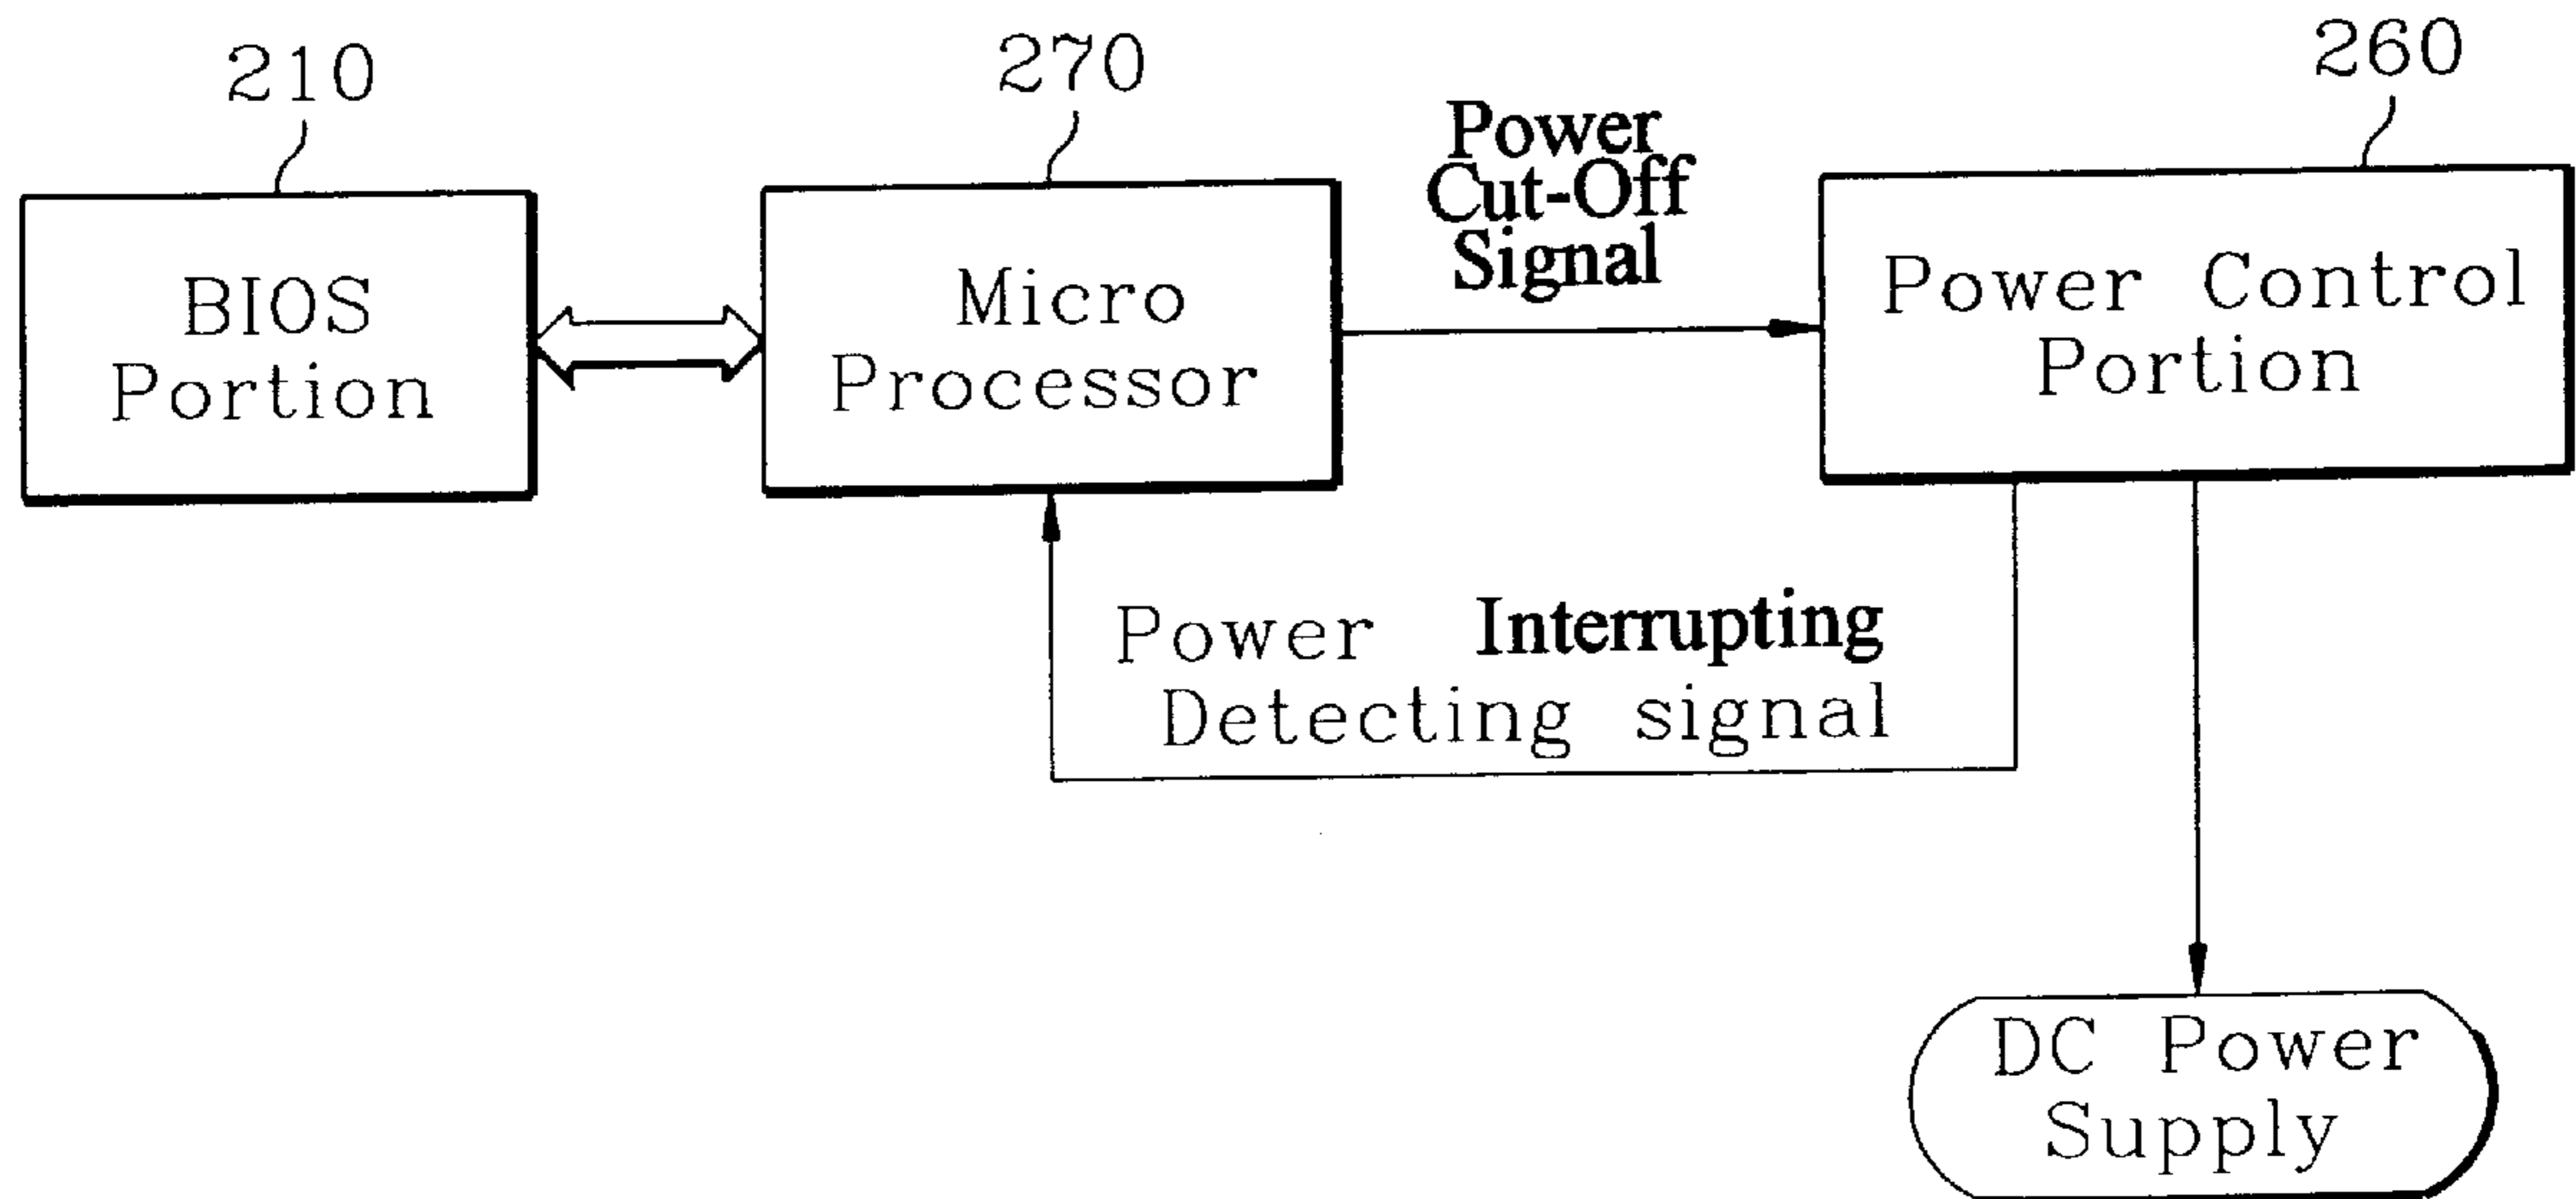 210
270
260
Power
Cut-Off
Signal
BIOS
Portion
Micro
Processor
Power Control
Portion
Power Interrupting
Detecting signal
DC Power
Supply